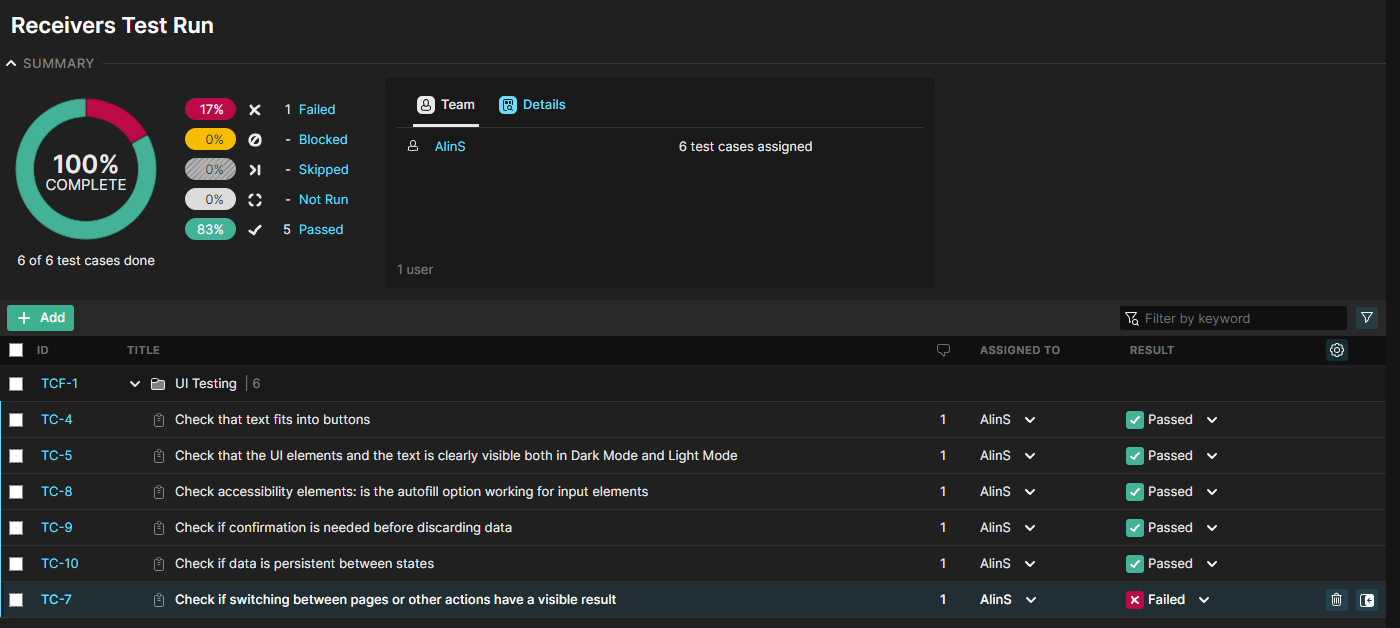 Receivers Test Run
SUMMARY
100%
COMPLETE
6 of 6 test cases done
17% 1 Failed
0% - Blocked
0% - Skipped
0% - Not Run
83% 5 Passed
Team Details
AlinS 6 test cases assigned
1 user
+ Add Filter by keyword
ID TITLE ASSIGNED TO RESULT
TCF-1 UI Testing | 6
TC-4 Check that text fits into buttons 1 AlinS Passed
TC-5 Check that the UI elements and the text is clearly visible both in Dark Mode and Light Mode 1 AlinS Passed
TC-8 Check accessibility elements: is the autofill option working for input elements 1 AlinS Passed
TC-9 Check if confirmation is needed before discarding data 1 AlinS Passed
TC-10 Check if data is persistent between states 1 AlinS Passed
TC-7 Check if switching between pages or other actions have a visible result 1 AlinS Failed